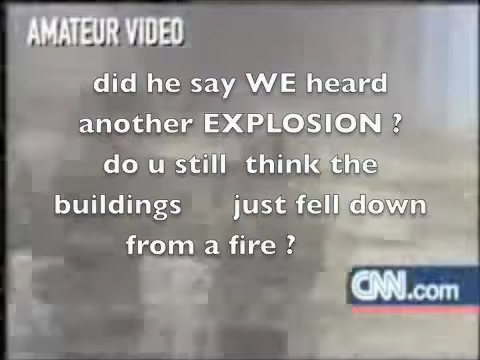 AMATEUR VIDEO
did he say WE heard
another EXPLOSION ?
do u still think the
buildings just fell down
from a fire ?
CNN.com